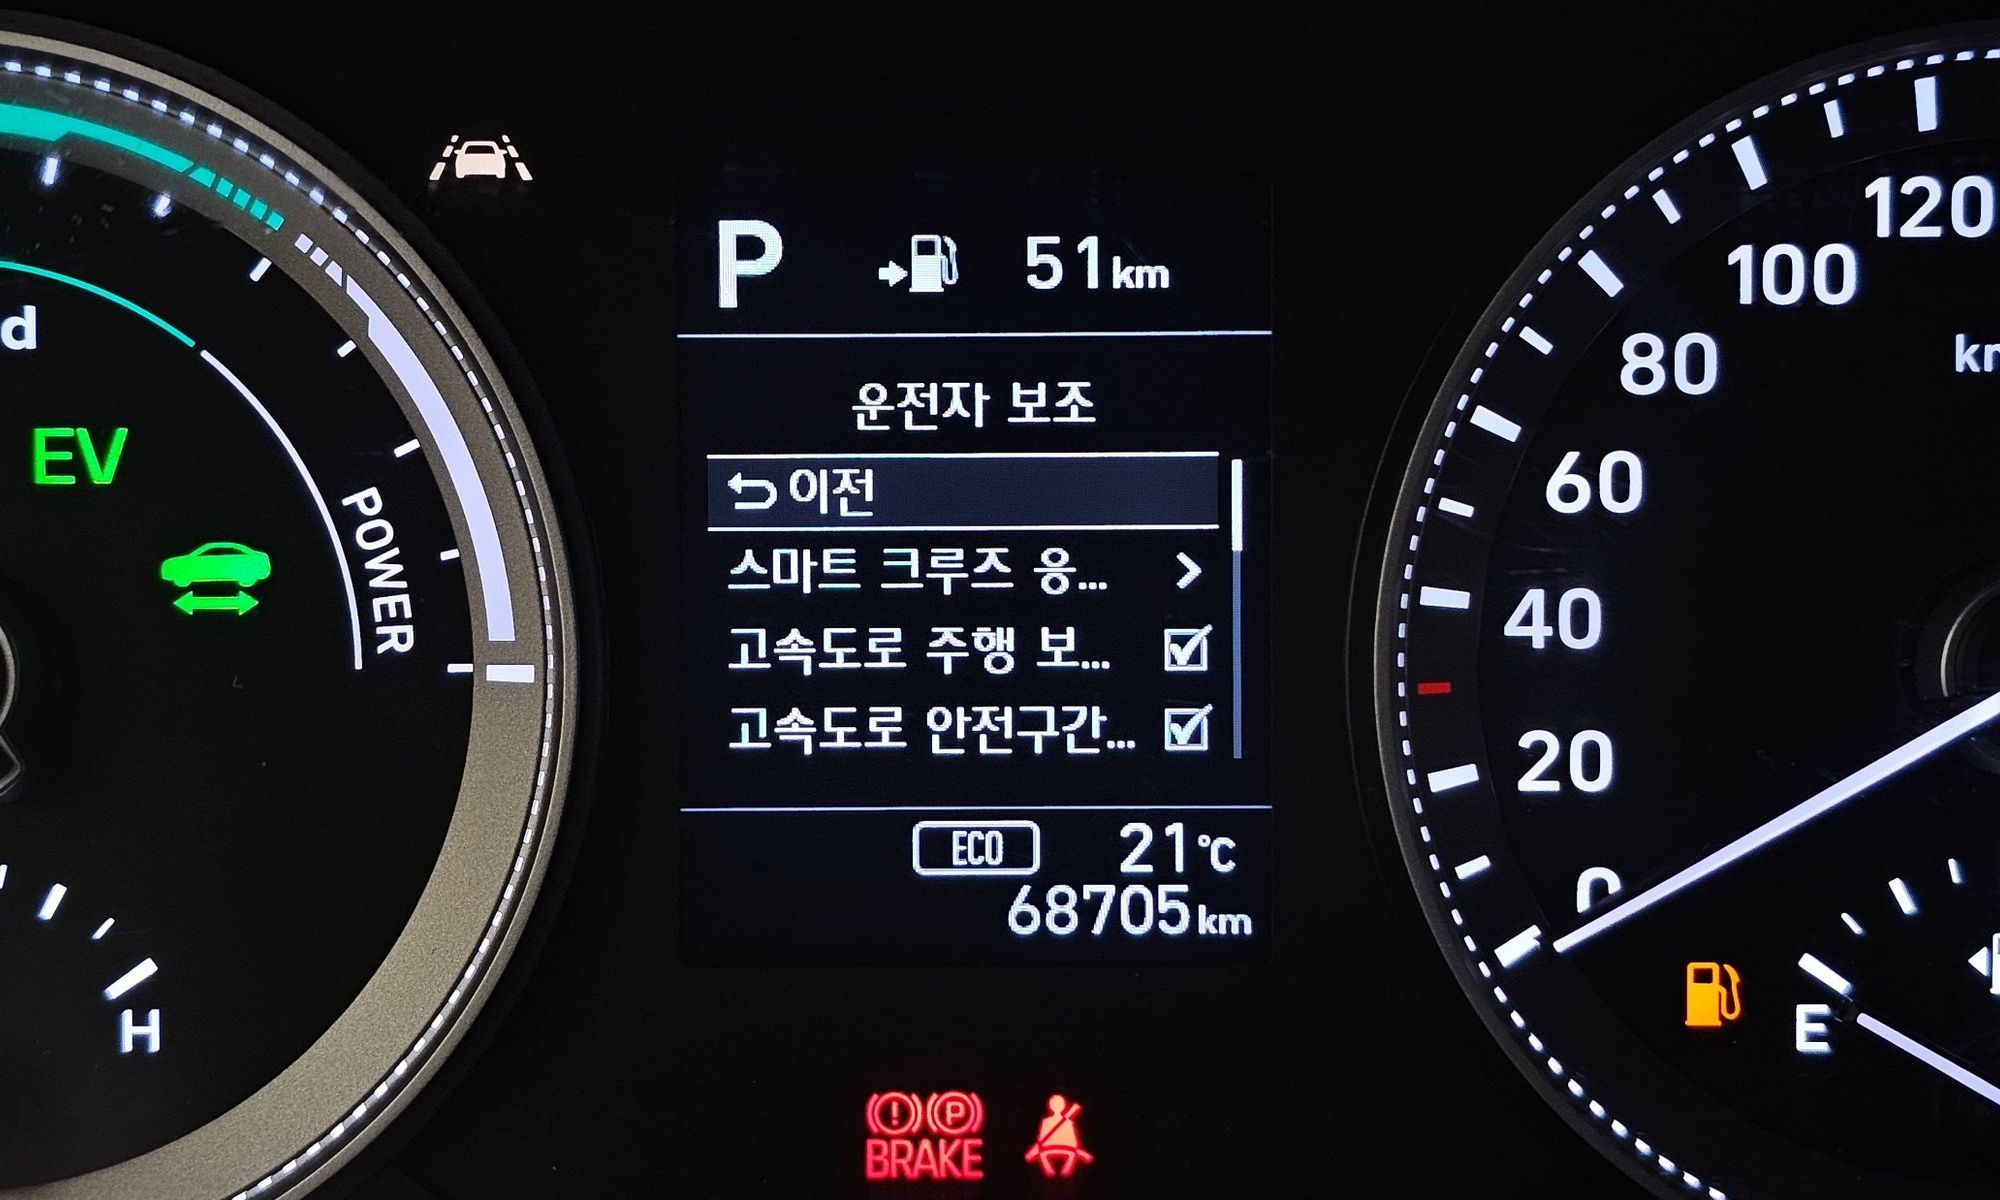 P 51km
운전자 보조
이전
스마트 크루즈 응...
고속도로 주행 보...
고속도로 안전구간...
ECO 21℃
68705km
EV
POWER
H
120
100
80
60
40
20
0
E
P
BRAKE